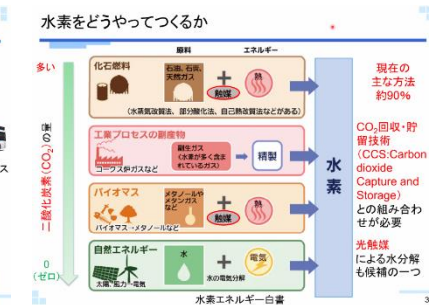 水素をどうやってつくるか
原料
エネルギー
多い
化石燃料
石油、石炭、
天然ガス
+
触媒
熱
(水蒸気改質法、部分酸化法、自己熱改質法などがある)
現在の
主な方法
約90%
工業プロセスの副産物
副生ガス
(水素が多く含ま
れているガス)
+
精製
コークス炉ガスなど
二酸化炭素(CO2)の量
水素
CO2回収・貯
留技術
(CCS:Carbon
dioxide
Capture and
Storage)
との組み合わ
せが必要
バイオマス
メタノールや
メタンガス
など
+
触媒
熱
バイオマス→メタノールなど
0
(ゼロ)
自然エネルギー
水
+
電気
太陽、風力→電気
水の電気分解
光触媒
による水分解
も候補の一つ
水素エネルギー白書
3
ス